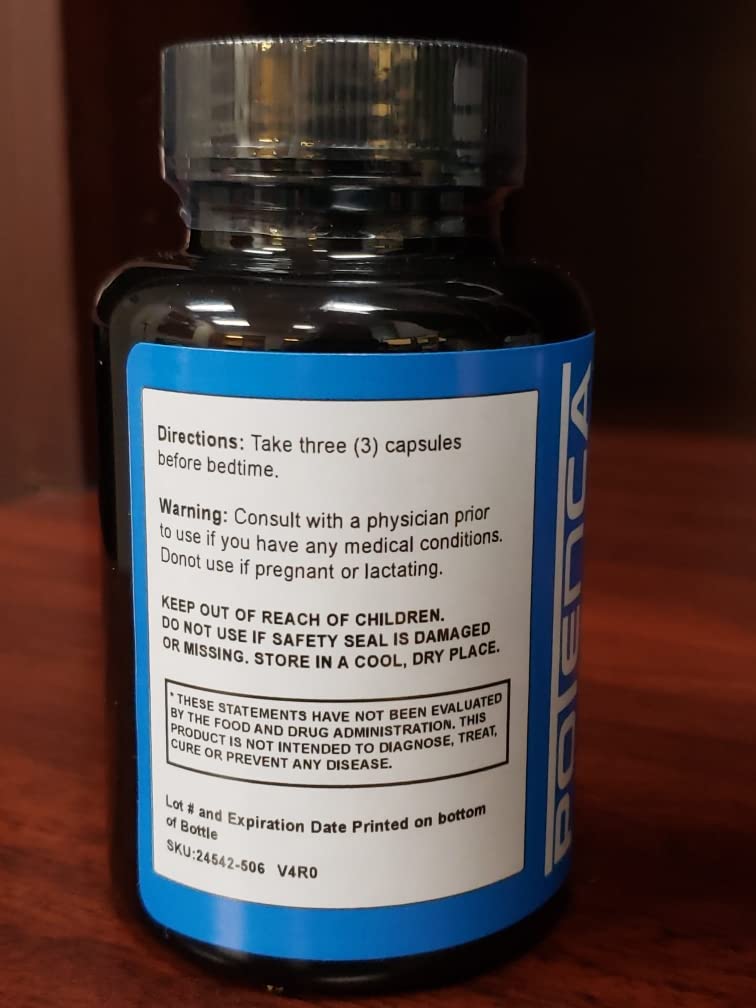 Directions: Take three (3) capsules
before bedtime.
Warning: Consult with a physician prior
to use if you have any medical conditions.
Donot use if pregnant or lactating.
KEEP OUT OF REACH OF CHILDREN.
DO NOT USE IF SAFETY SEAL IS DAMAGED
OR MISSING. STORE IN A COOL, DRY PLACE.
* THESE STATEMENTS HAVE NOT BEEN EVALUATED
BY THE FOOD AND DRUG ADMINISTRATION. THIS
PRODUCT IS NOT INTENDED TO DIAGNOSE, TREAT,
CURE OR PREVENT ANY DISEASE.
Lot # and Expiration Date Printed on bottom
of Bottle
SKU:24542-506 V4R0
POTENCA